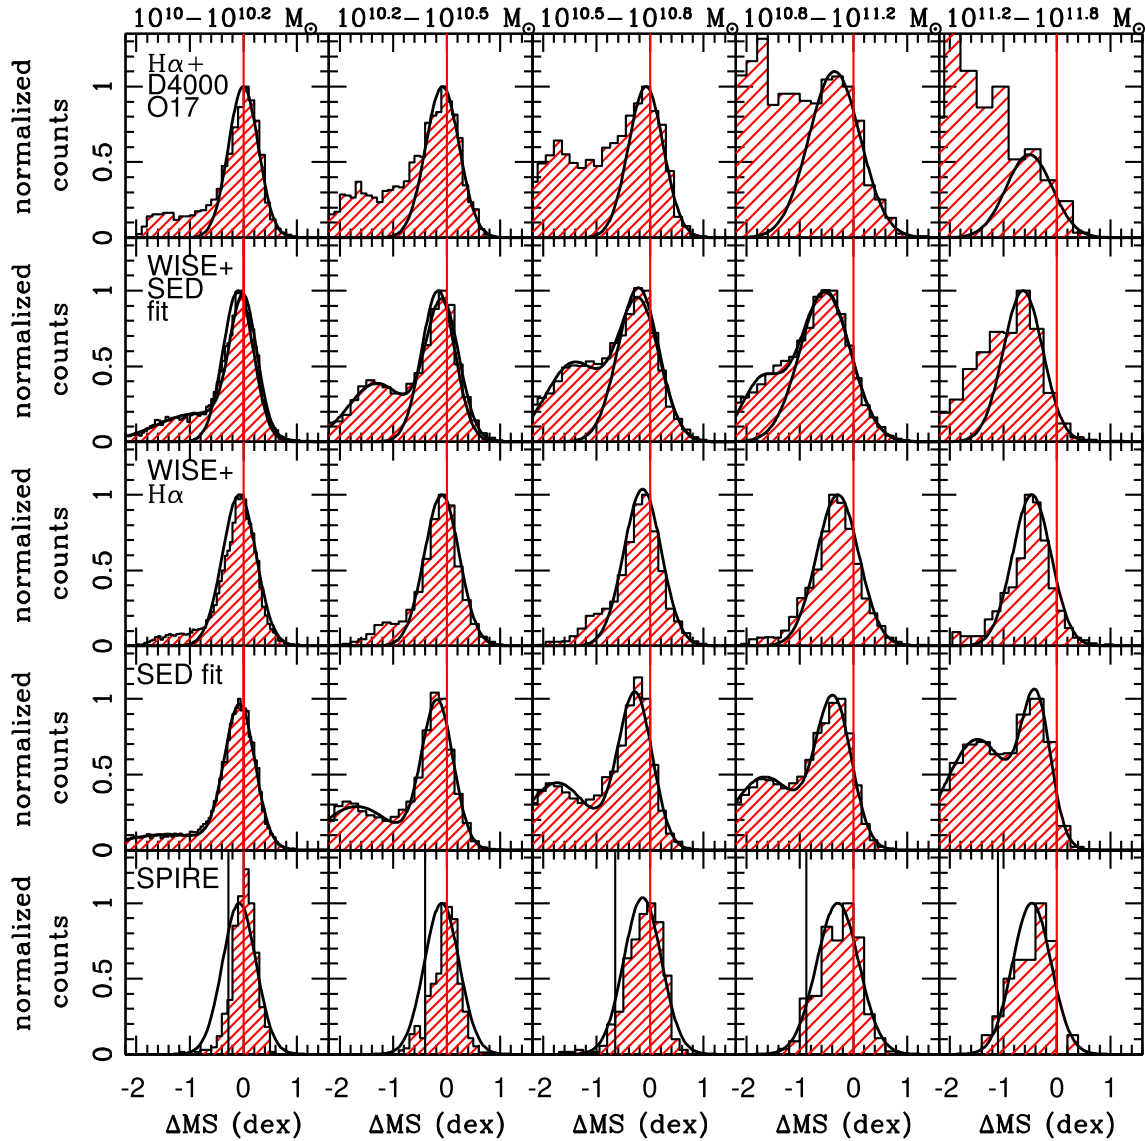 10^10−10^10.2 M⊙ 10^10.2−10^10.5 M⊙ 10^10.5−10^10.8 M⊙ 10^10.8−10^11.2 M⊙ 10^11.2−10^11.8 M⊙
Hα+
D4000
O17
normalized
counts
1
0.5
0
WISE+
SED
fit
normalized
counts
1
0.5
0
WISE+
Hα
normalized
counts
1
0.5
0
SED fit
normalized
counts
1
0.5
0
SPIRE
normalized
counts
1
0.5
0
-2 -1 0 1 -2 -1 0 1 -2 -1 0 1 -2 -1 0 1 -2 -1 0 1
ΔMS (dex) ΔMS (dex) ΔMS (dex) ΔMS (dex) ΔMS (dex)